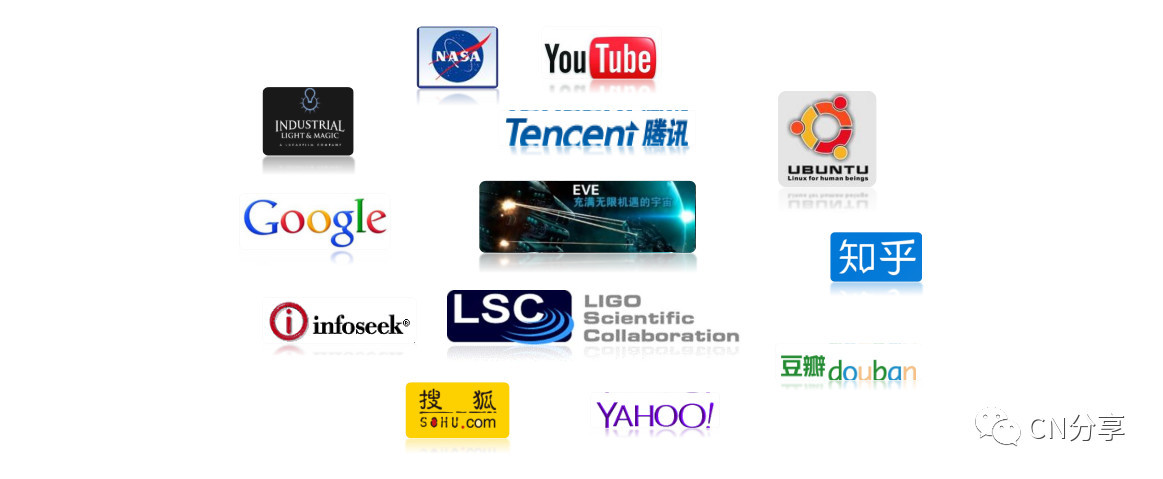 NASA
YouTube
INDUSTRIAL
LIGHT & MAGIC
A LUCASFILM COMPANY
Tencent 腾讯
UBUNTU
Linux for human beings
Google
EVE
充满无限机遇的宇宙
知乎
infoseek®
LSC
LIGO
Scientific
Collaboration
豆瓣douban
搜狐
SOHU.com
YAHOO!
CN分享